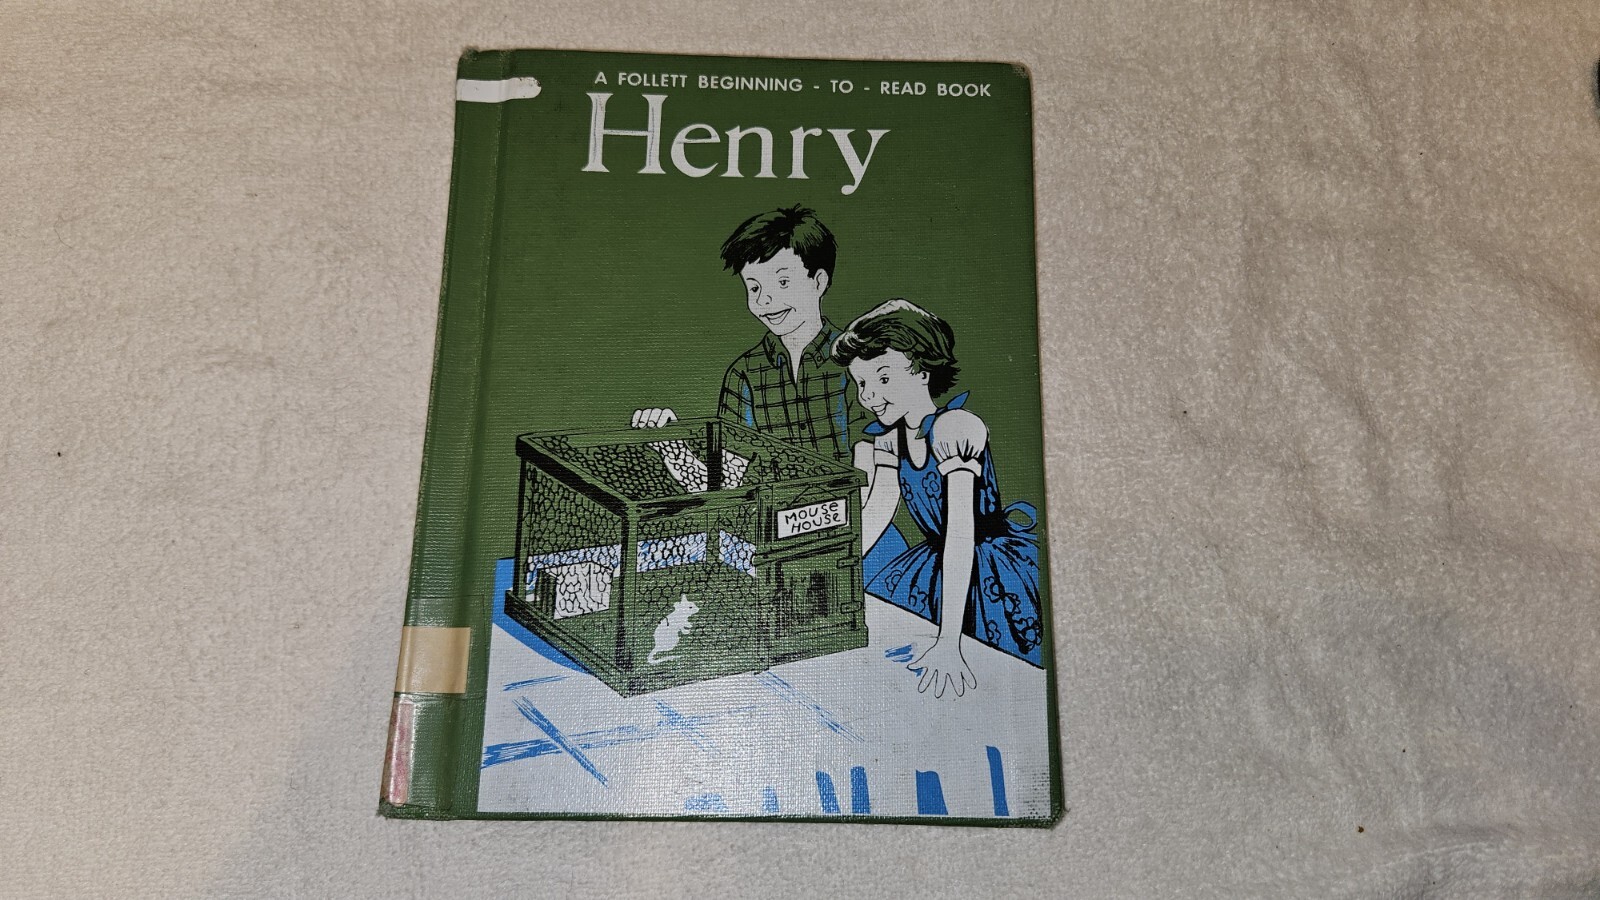 A FOLLETT BEGINNING - TO - READ BOOK
Henry
MOUSE
HOUSE